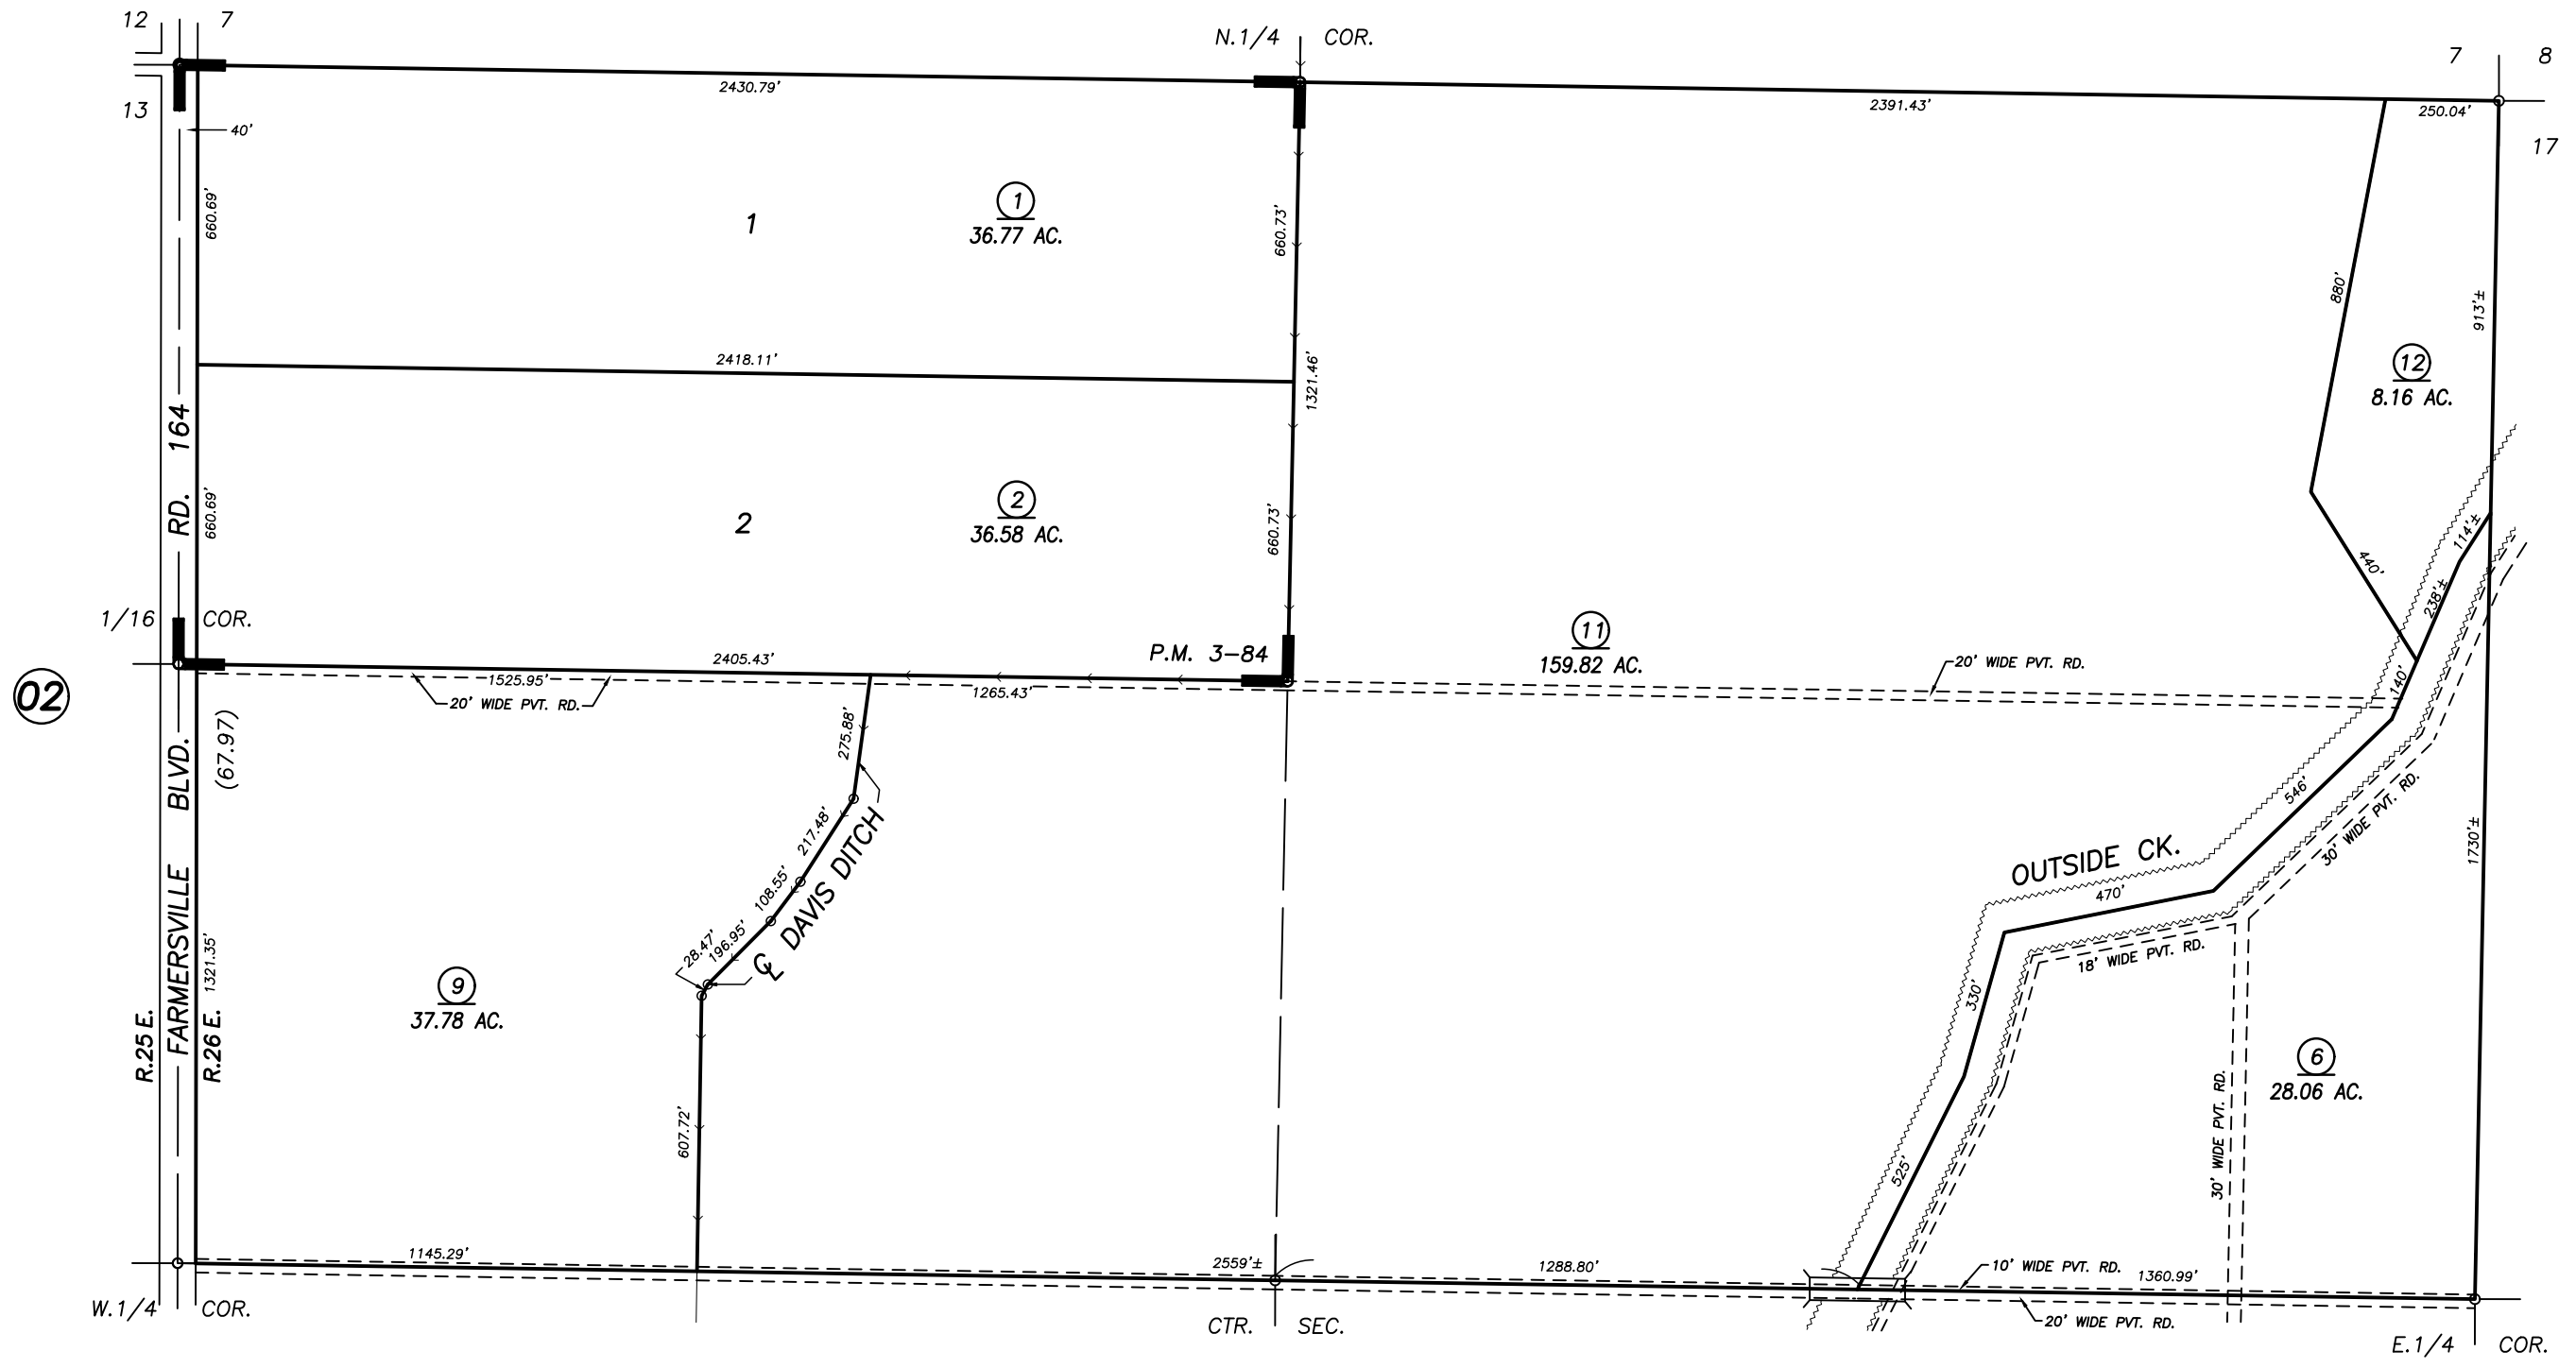 12 7
N.1/4 COR.
7 8
13
17
2430.79'
2391.43'
250.04'
40'
660.69'
1
1
36.77 AC.
660.73'
880'
913'±
2418.11'
1321.46'
12
8.16 AC.
RD. 164
660.69'
2
2
36.58 AC.
660.73'
440'
114'±
238'±
1/16 COR.
2405.43'
P.M. 3-84
11
159.82 AC.
20' WIDE PVT. RD.
140'
02
1525.95'
1265.43'
20' WIDE PVT. RD.
(67.97)
275.88'
FARMERSVILLE BLVD.
217.48'
108.55'
196.95'
28.47'
℄ DAVIS DITCH
546'
30' WIDE PVT. RD.
1730'±
OUTSIDE CK.
470'
18' WIDE PVT. RD.
330'
R.25 E.
R.26 E.
1321.35'
9
37.78 AC.
607.72'
525'
6
28.06 AC.
30' WIDE PVT. RD.
1145.29'
2559'±
1288.80'
10' WIDE PVT. RD.
1360.99'
W.1/4 COR.
CTR. SEC.
20' WIDE PVT. RD.
E.1/4 COR.